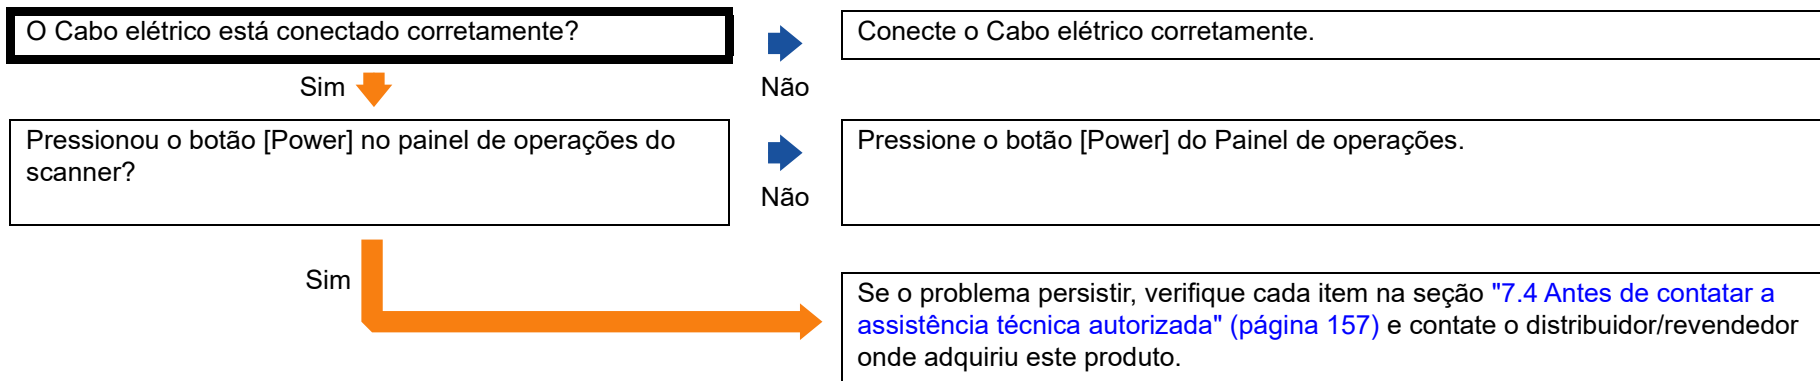 O Cabo elétrico está conectado corretamente?
Conecte o Cabo elétrico corretamente.
Sim
Não
Pressionou o botão [Power] no painel de operações do
scanner?
Pressione o botão [Power] do Painel de operações.
Não
Sim
Se o problema persistir, verifique cada item na seção "7.4 Antes de contatar a
assistência técnica autorizada" (página 157) e contate o distribuidor/revendedor
onde adquiriu este produto.